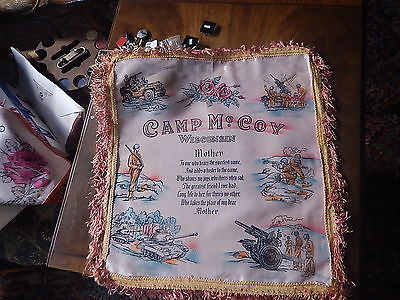 CAMP McCOY
WISCONSIN
Mother
To one who bears the sweetest name,
And adds a luster to the same,
Who shares my joys, who cheers when sad,
The greatest friend I ever had;
Long life to her, for there's no other,
Who takes the place of my dear
Mother